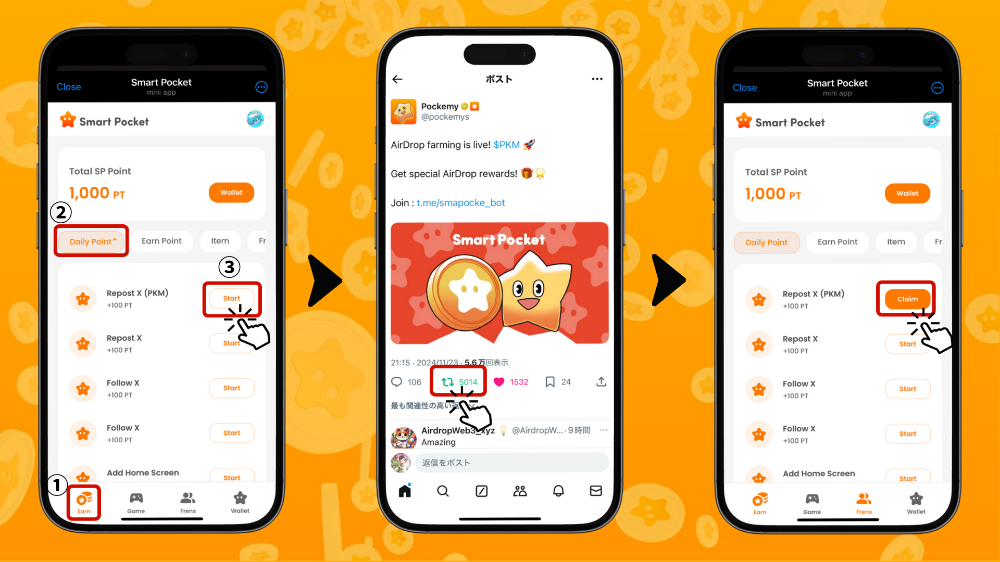 Close
Smart Pocket
mini app
Smart Pocket
Total SP Point
1,000 PT
Wallet
②
Daily Point
Earn Point
Item
Fr
③
Repost X (PKM)
+100 PT
Start
Repost X
+100 PT
Start
Follow X
+100 PT
Start
Follow X
+100 PT
Start
Add Home Screen
Start
①
Earn
Game
Frens
Wallet
ポスト
Pockemy
@pockemys
AirDrop farming is live! $PKM 🚀
Get special AirDrop rewards! 🎁🌟
Join : t.me/smapocke_bot
Smart Pocket
21:15 · 2024/11/23 · 5.6万回表示
106
5014
1532
24
最も関連性の高い返
AirdropWeb3_xyz 💡 @AirdropW... · 9時間
Amazing
返信をポスト
Close
Smart Pocket
mini app
Smart Pocket
Total SP Point
1,000 PT
Wallet
Daily Point
Earn Point
Item
Fr
Repost X (PKM)
+100 PT
Claim
Repost X
+100 PT
Start
Follow X
+100 PT
Start
Follow X
+100 PT
Start
Add Home Screen
Start
Earn
Game
Frens
Wallet